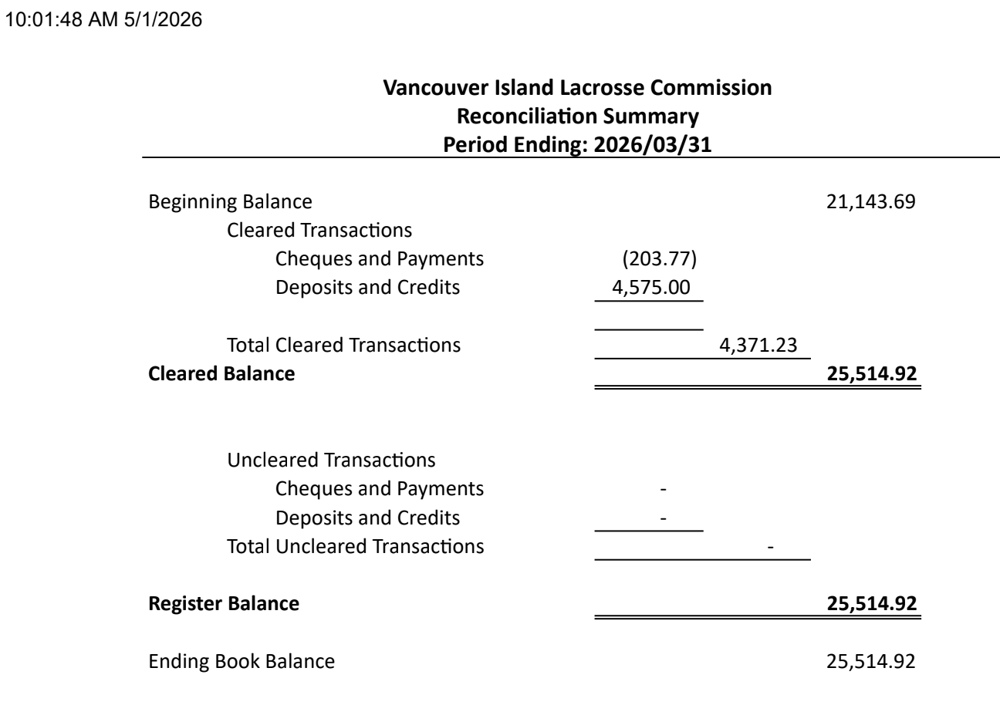 10:01:48 AM 5/1/2026
Vancouver Island Lacrosse Commission
Reconciliation Summary
Period Ending: 2026/03/31
Beginning Balance 21,143.69
Cleared Transactions
Cheques and Payments (203.77)
Deposits and Credits 4,575.00
Total Cleared Transactions 4,371.23
Cleared Balance 25,514.92
Uncleared Transactions
Cheques and Payments -
Deposits and Credits -
Total Uncleared Transactions -
Register Balance 25,514.92
Ending Book Balance 25,514.92